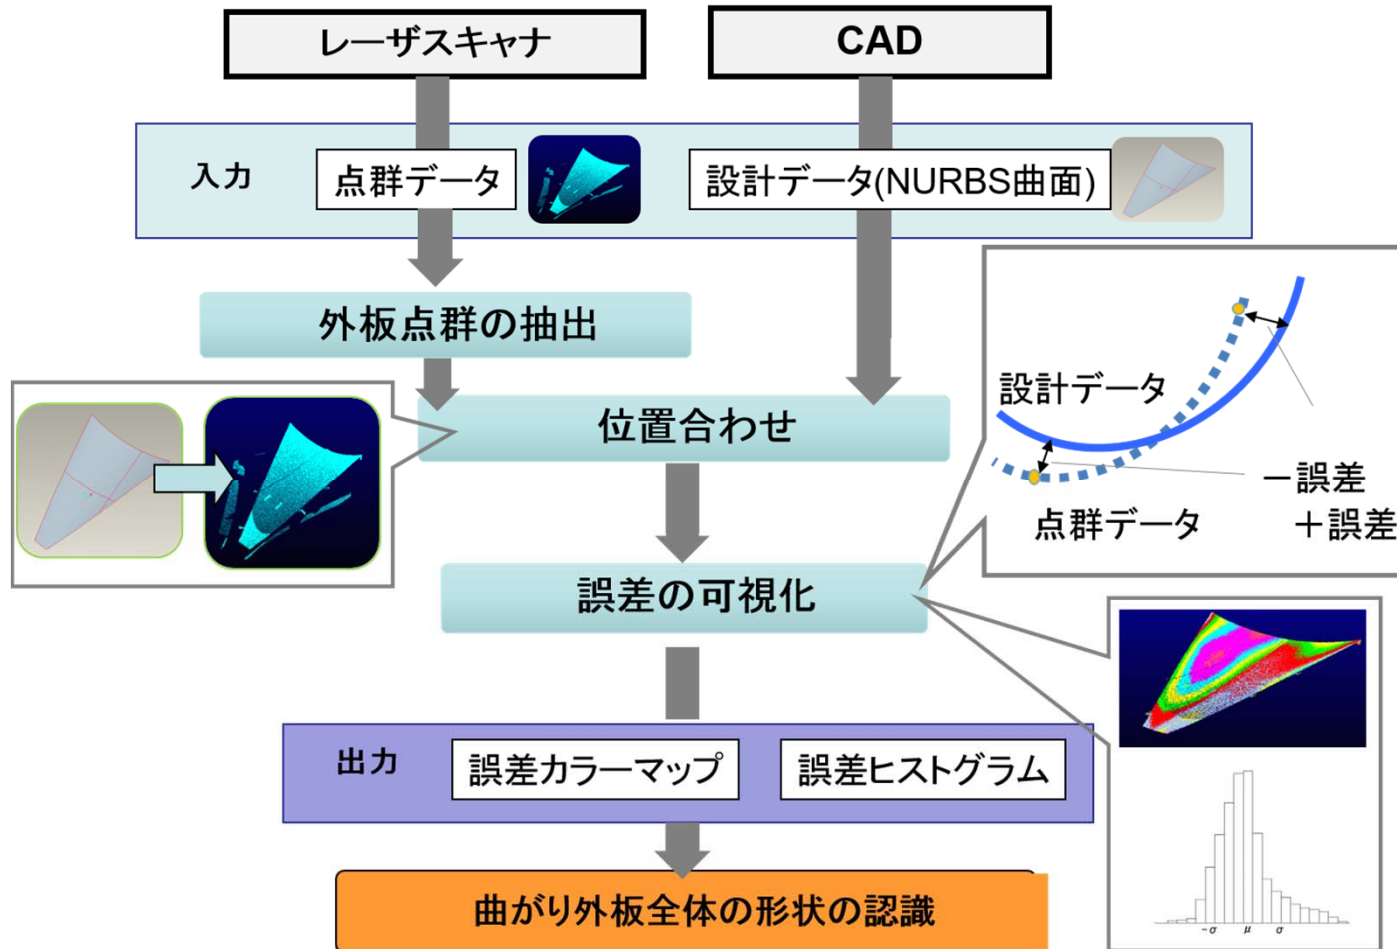 レーザスキャナ
CAD
入力
点群データ
設計データ(NURBS曲面)
外板点群の抽出
位置合わせ
設計データ
－誤差
点群データ
＋誤差
誤差の可視化
出力
誤差カラーマップ
誤差ヒストグラム
-σ μ σ
曲がり外板全体の形状の認識